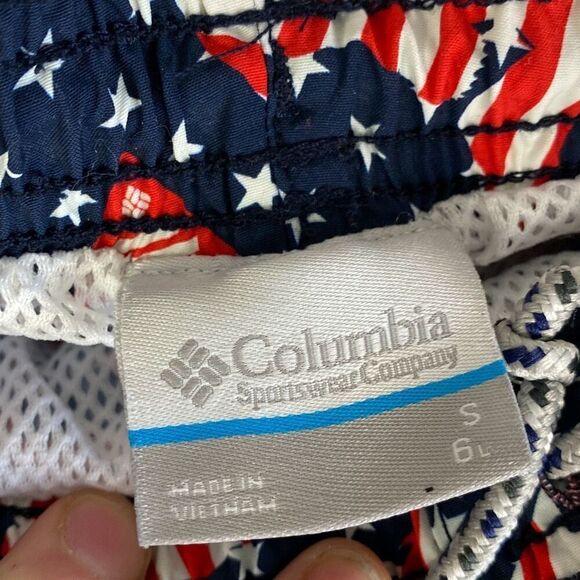 Columbia
Sportswear Company
S
6L
MADE IN
VIETNAM